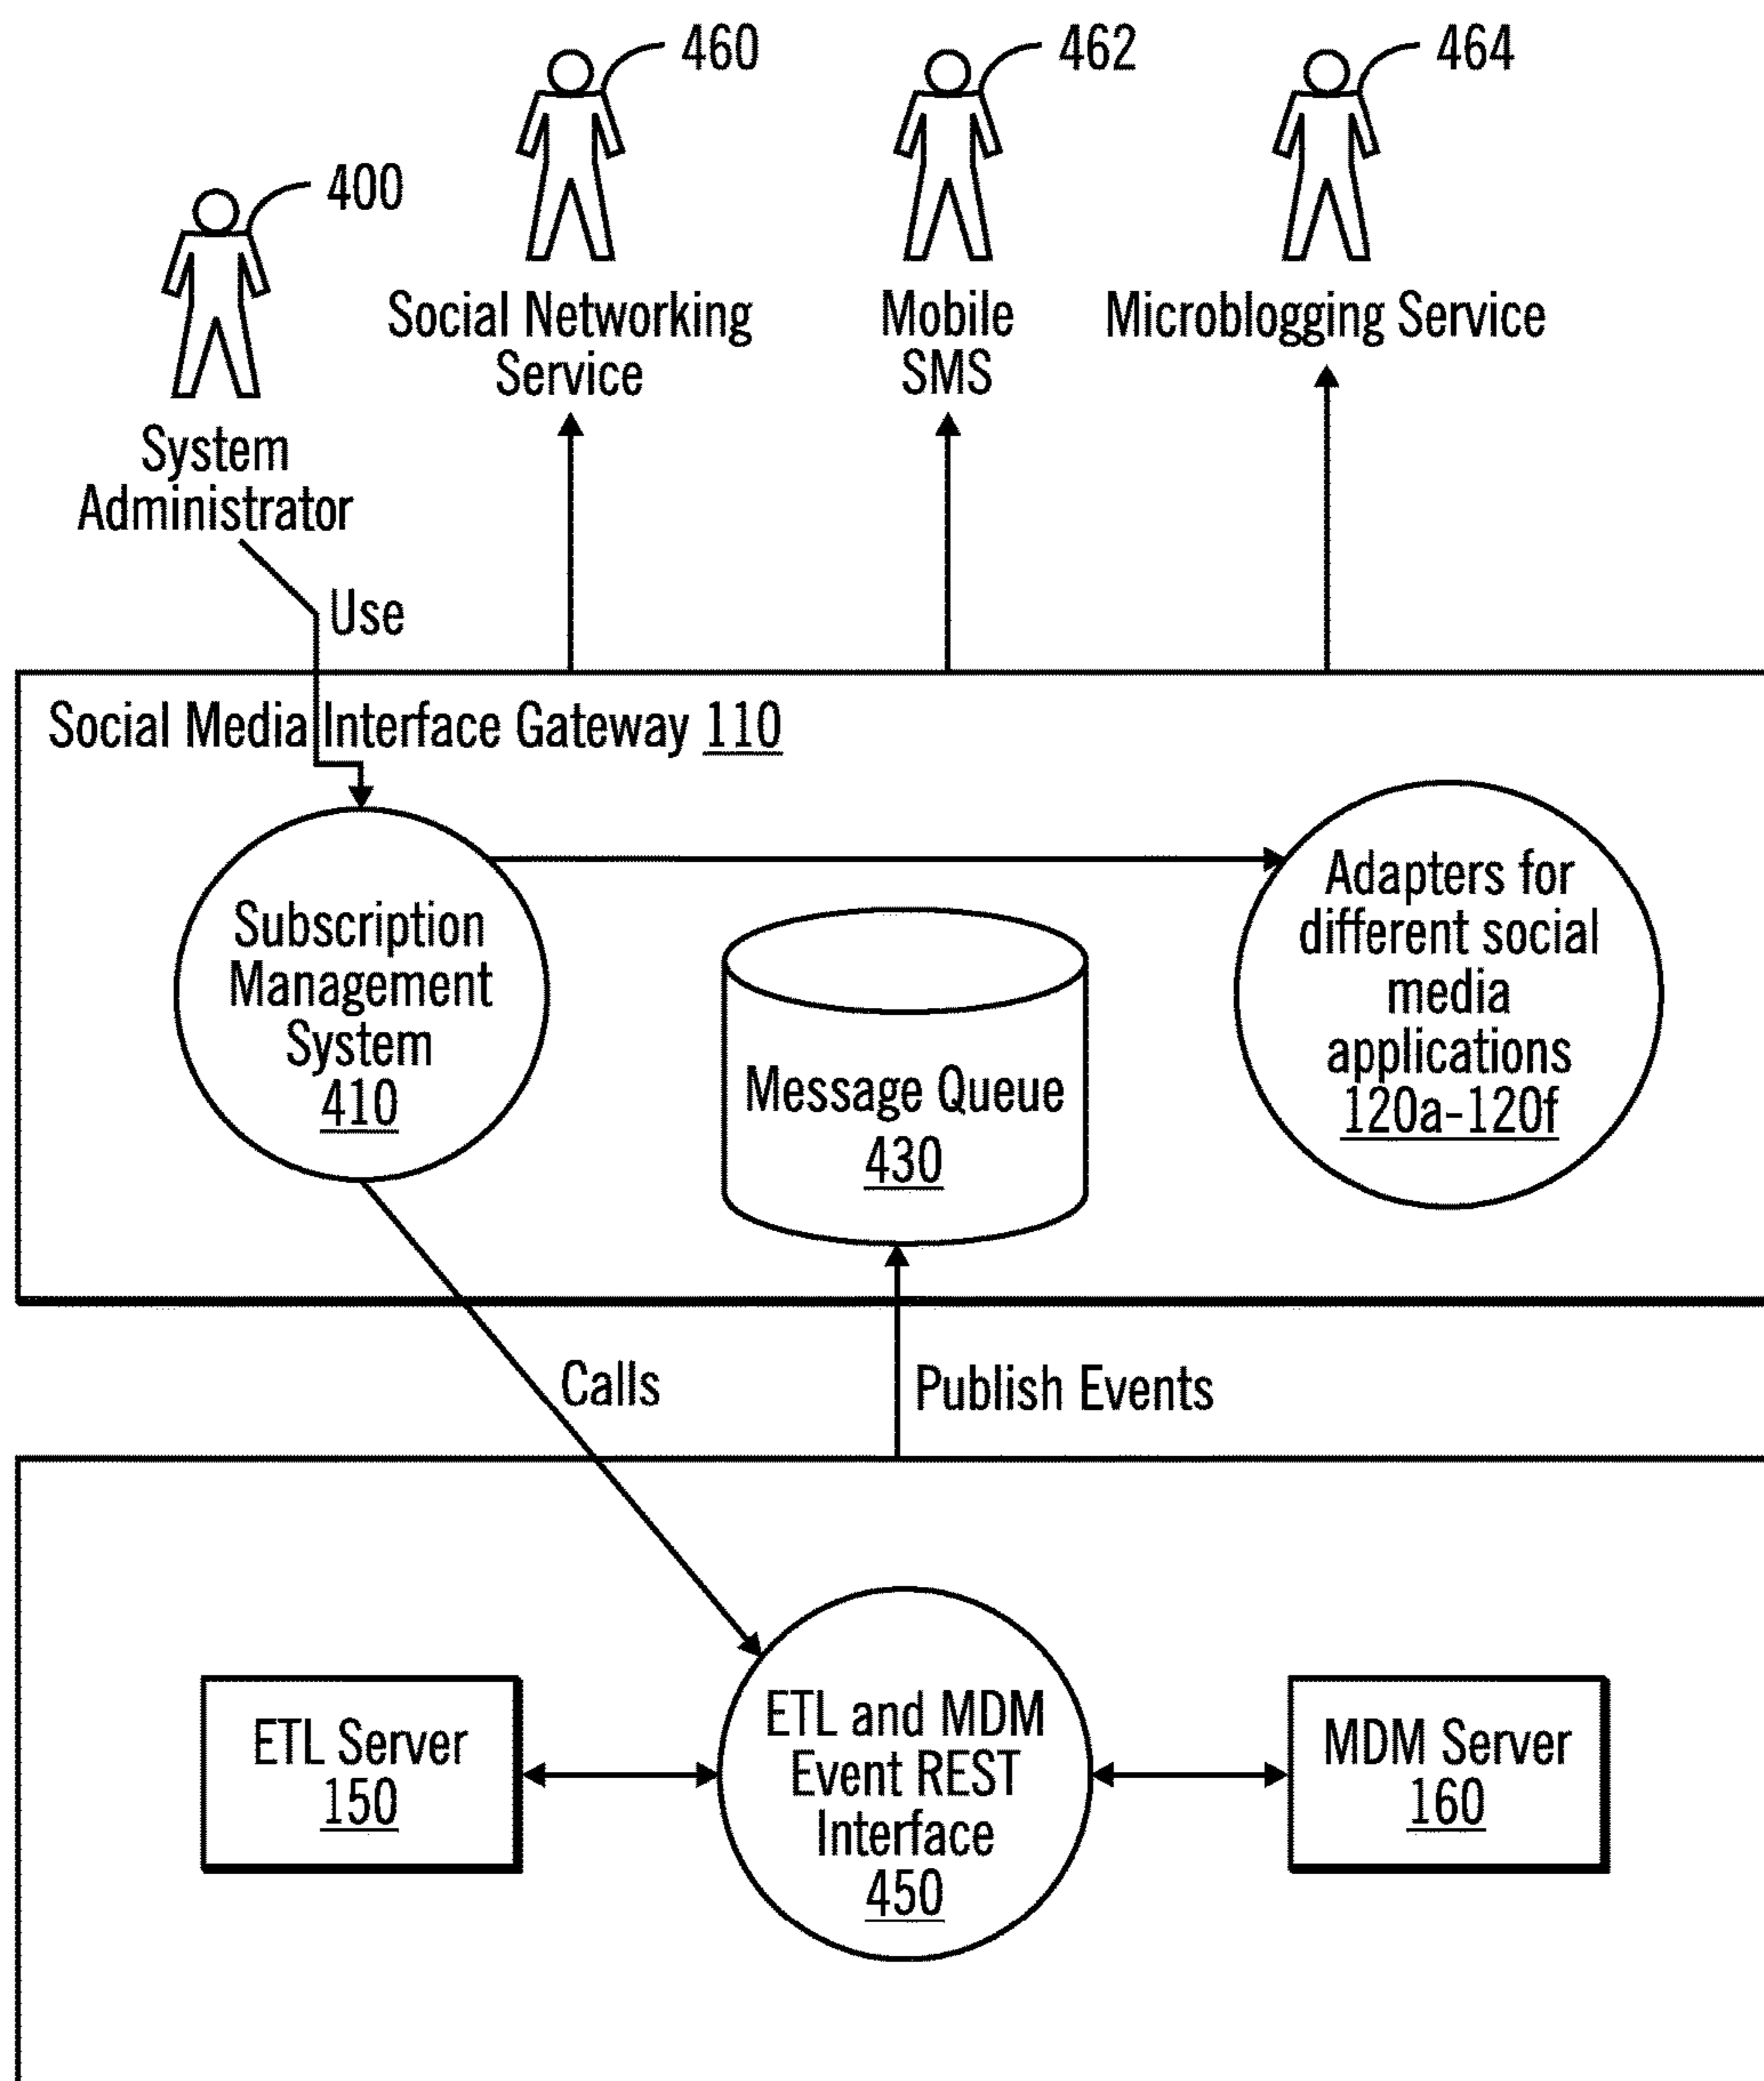 460
462
464
400
Social Networking
Service
Mobile
SMS
Microblogging Service
System
Administrator
Use
Social Media Interface Gateway 110
Subscription
Management
System
410
Message Queue
430
Adapters for
different social
media
applications
120a-120f
Calls
Publish Events
ETL Server
150
ETL and MDM
Event REST
Interface
450
MDM Server
160